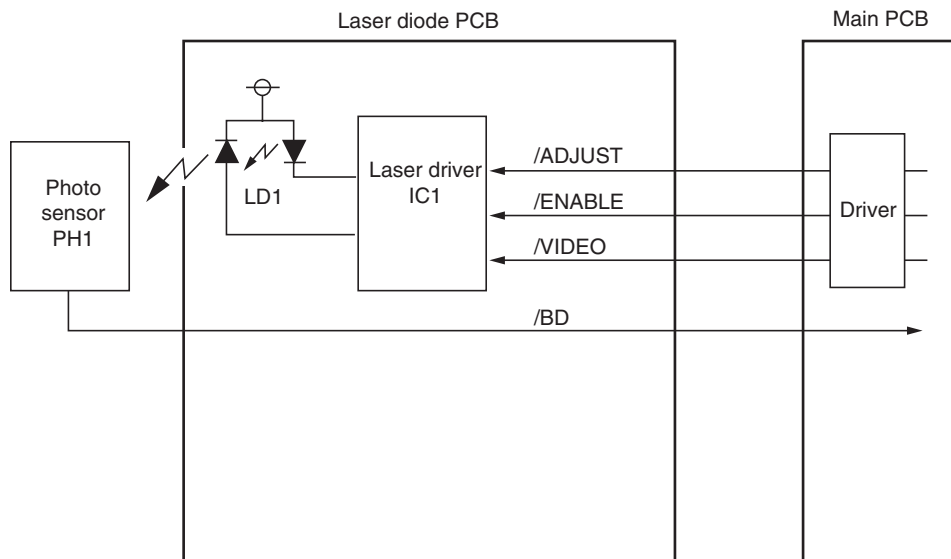 Laser diode PCB
Main PCB
Photo
sensor
PH1
LD1
Laser driver
IC1
/ADJUST
/ENABLE
/VIDEO
/BD
Driver